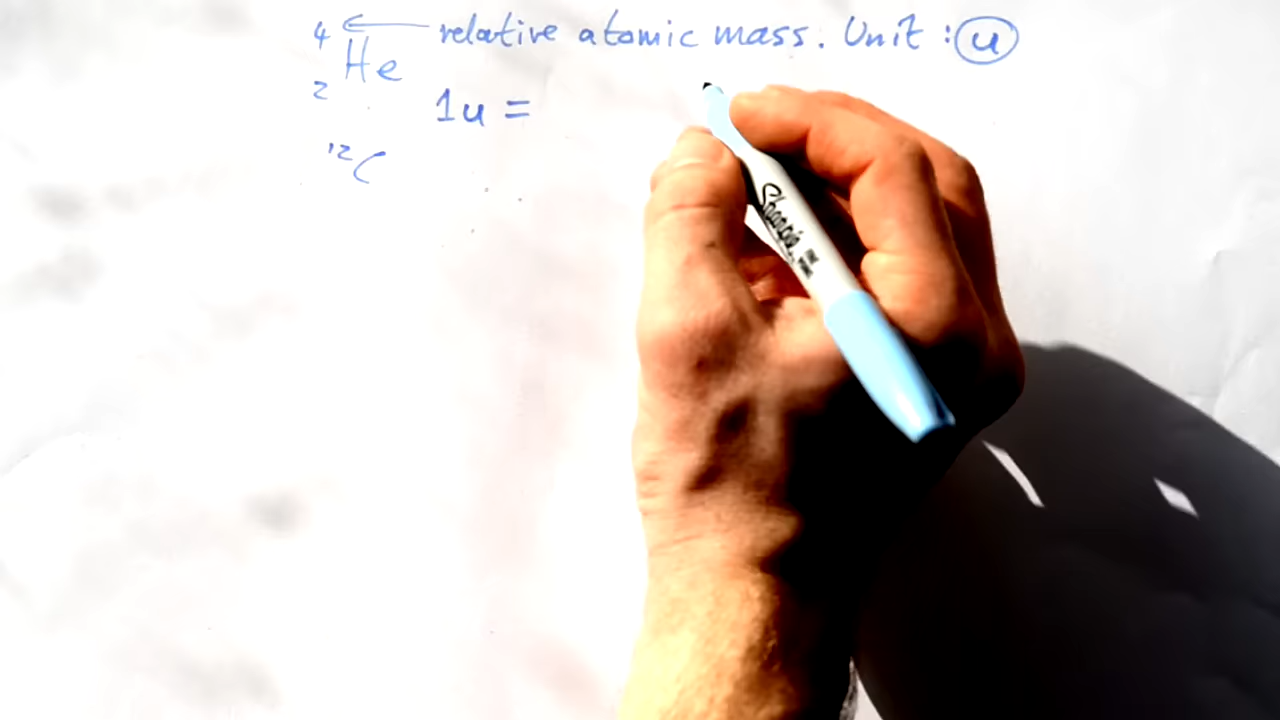 4 ← relative atomic mass. Unit : u
He
2
1u =
12C
Sharpie